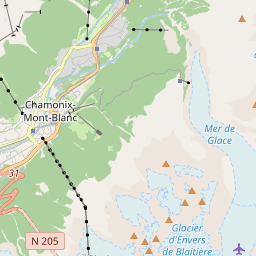 Chamonix-
Mont-Blanc
Mer de
Glace
31
Glacier
d'Envers
de Blaitière
N 205